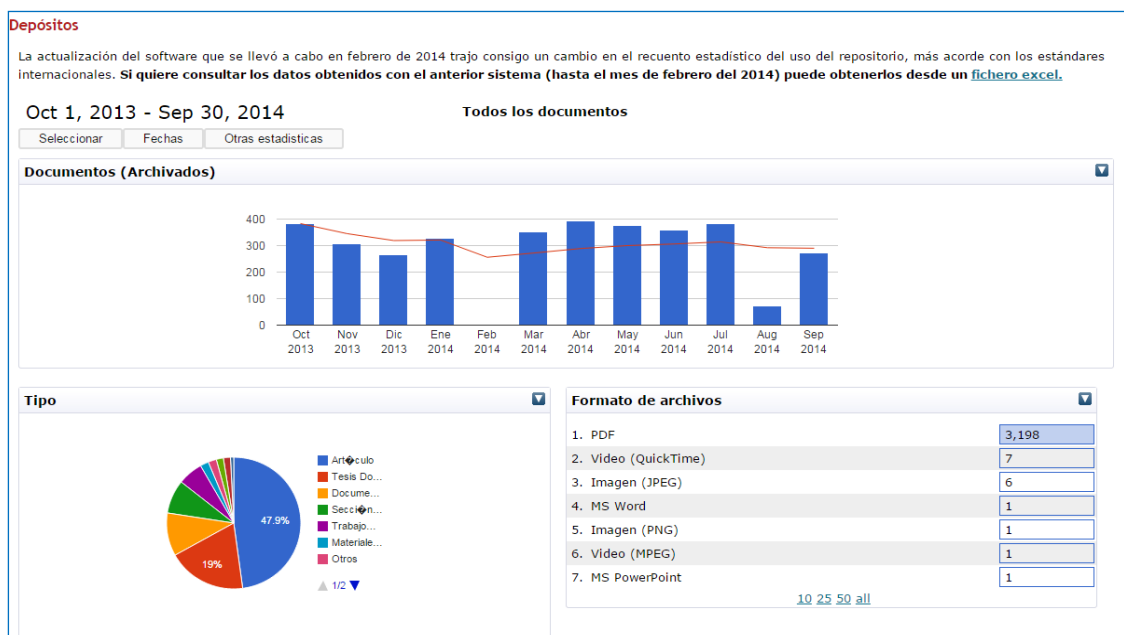 Depósitos
La actualización del software que se llevó a cabo en febrero de 2014 trajo consigo un cambio en el recuento estadístico del uso del repositorio, más acorde con los estándares
internacionales. Si quiere consultar los datos obtenidos con el anterior sistema (hasta el mes de febrero del 2014) puede obtenerlos desde un fichero excel.
Oct 1, 2013 - Sep 30, 2014
Todos los documentos
Seleccionar Fechas Otras estadisticas
Documentos (Archivados)
400
300
200
100
0
Oct Nov Dic Ene Feb Mar Abr May Jun Jul Aug Sep
2013 2013 2013 2014 2014 2014 2014 2014 2014 2014 2014 2014
Tipo
47.9%
19%
Art�culo
Tesis Do...
Docume...
Secci�n...
Trabajo...
Materiale...
Otros
1/2
Formato de archivos
1. PDF 3,198
2. Video (QuickTime) 7
3. Imagen (JPEG) 6
4. MS Word 1
5. Imagen (PNG) 1
6. Video (MPEG) 1
7. MS PowerPoint 1
10 25 50 all